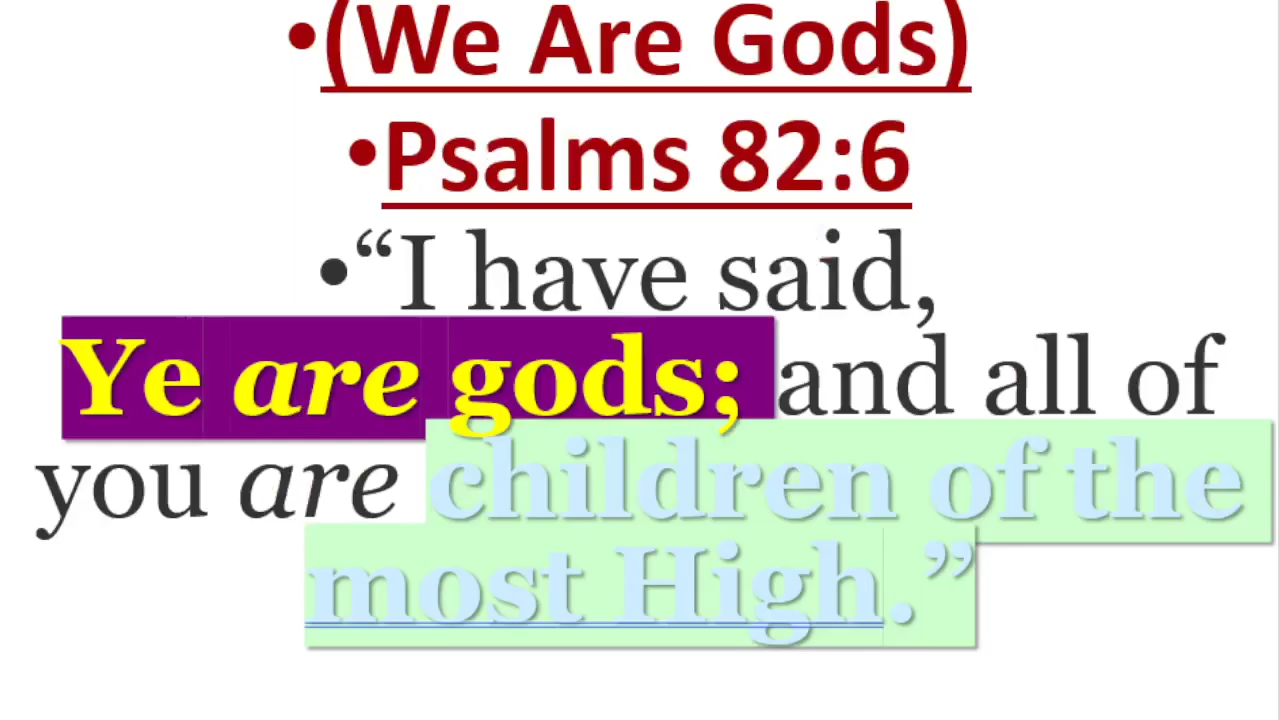 •(We Are Gods)
•Psalms 82:6
•“I have said,
Ye are gods; and all of
you are children of the
most High.”